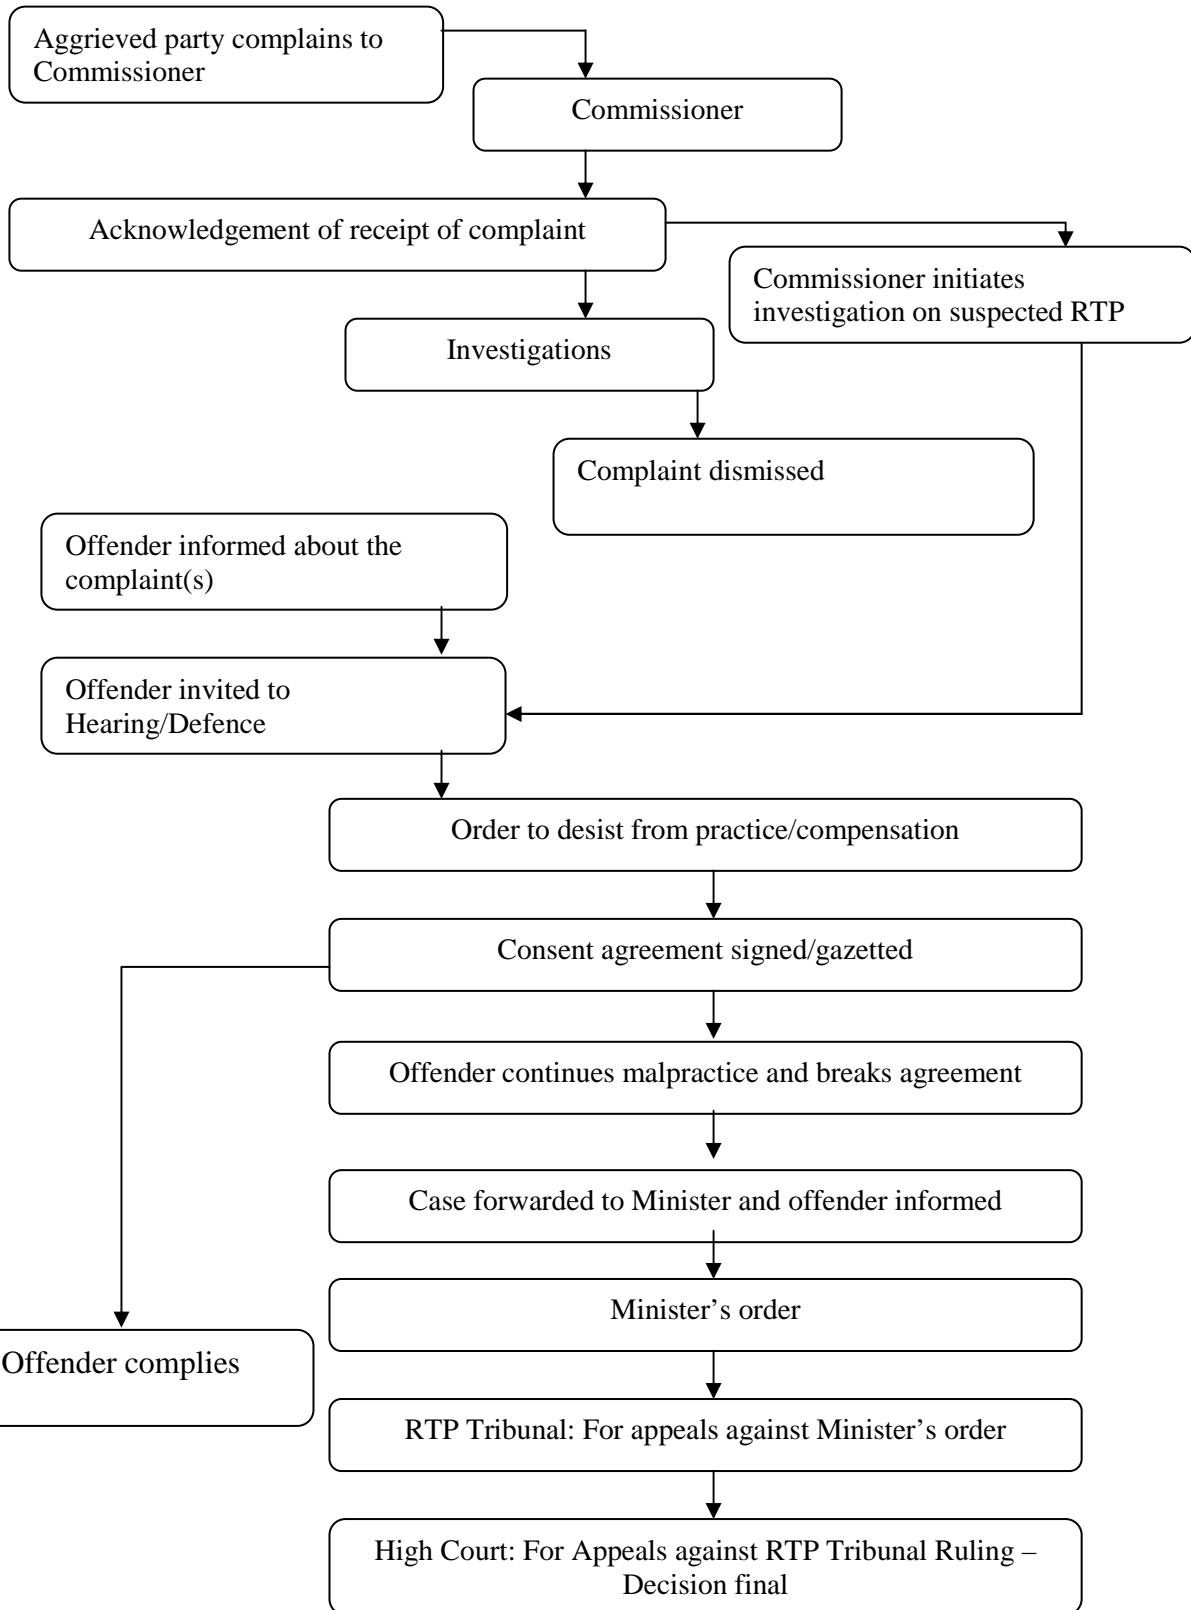 Aggrieved party complains to
Commissioner
Commissioner
Acknowledgement of receipt of complaint
Commissioner initiates
investigation on suspected RTP
Investigations
Complaint dismissed
Offender informed about the
complaint(s)
Offender invited to
Hearing/Defence
Order to desist from practice/compensation
Consent agreement signed/gazetted
Offender continues malpractice and breaks agreement
Case forwarded to Minister and offender informed
Minister’s order
Offender complies
RTP Tribunal: For appeals against Minister’s order
High Court: For Appeals against RTP Tribunal Ruling –
Decision final